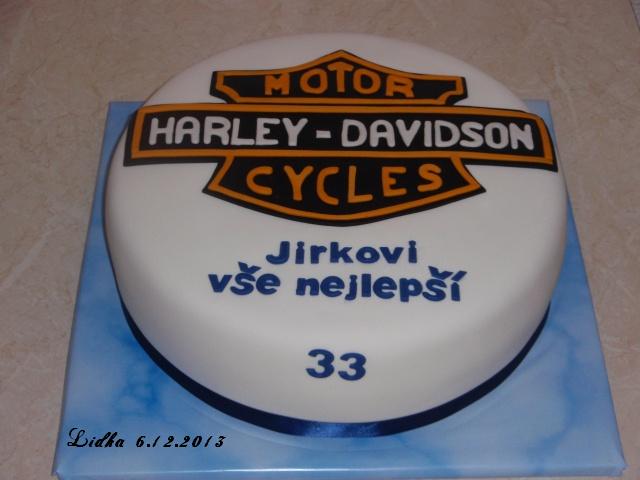 MOTOR
HARLEY-DAVIDSON
CYCLES
Jirkovi
vše nejlepší
33
Lidka 6.12.2013